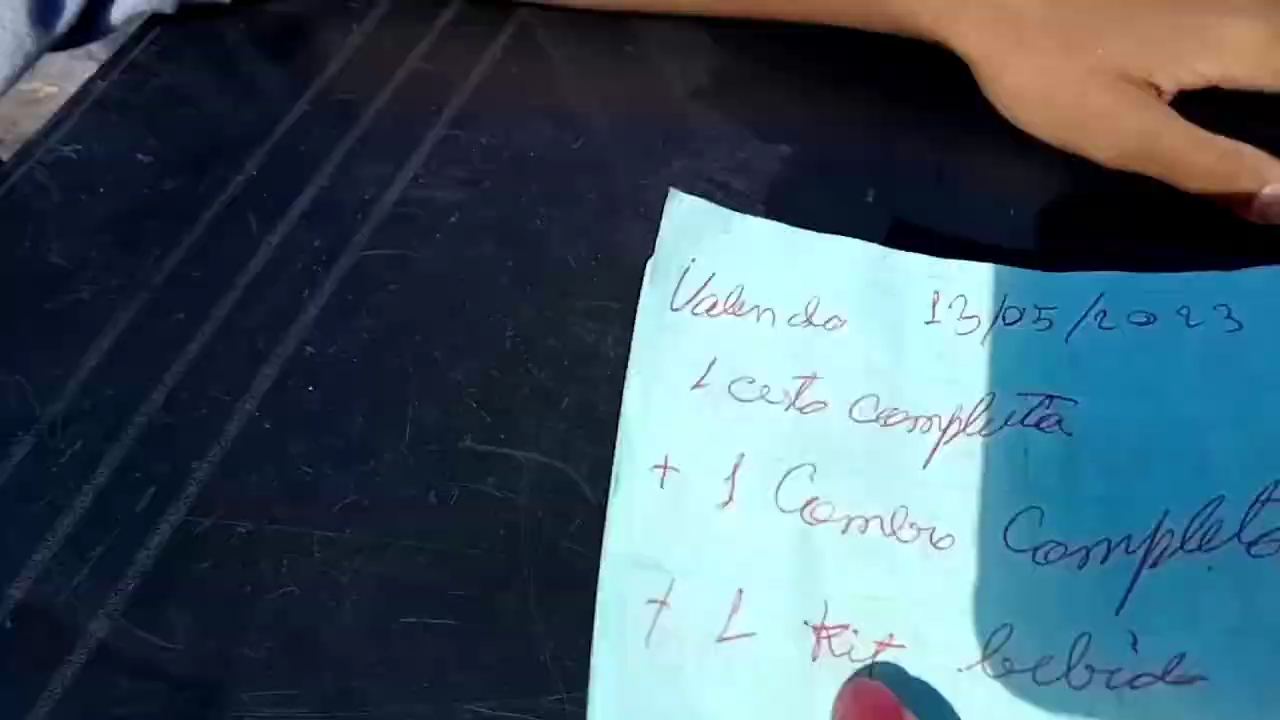 Valendo 13/05/2023
1 cesta completa
+ 1 Combo Completo
+ 1 Kit bebida